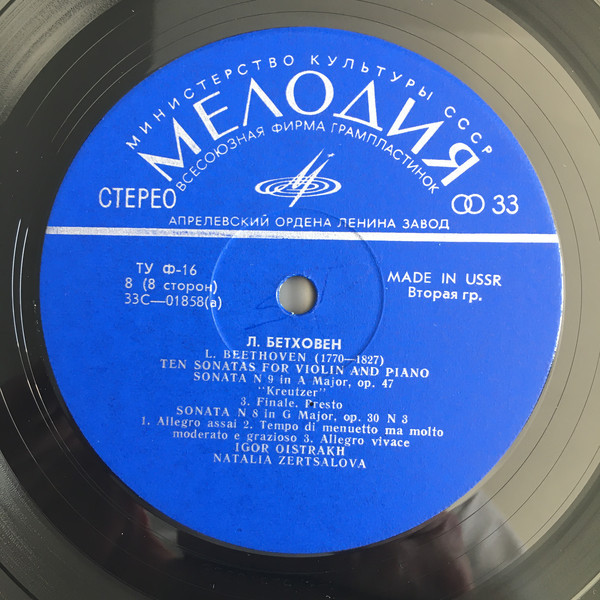 МИНИСТЕРСТВО КУЛЬТУРЫ СССР
МЕЛОДИЯ
ВСЕСОЮЗНАЯ ФИРМА ГРАМПЛАСТИНОК
СТЕРЕО
33
АПРЕЛЕВСКИЙ ОРДЕНА ЛЕНИНА ЗАВОД
ТУ Ф-16
8 (8 сторон)
33С—01858(а)
MADE IN USSR
Вторая гр.
Л. БЕТХОВЕН
L. BEETHOVEN (1770—1827)
TEN SONATAS FOR VIOLIN AND PIANO
SONATA N 9 in A Major, op. 47
"Kreutzer"
3. Finale. Presto
SONATA N 8 in G Major, op. 30 N 3
1. Allegro assai 2. Tempo di menuetto ma molto
moderato e grazioso 3. Allegro vivace
IGOR OISTRAKH
NATALIA ZERTSALOVA